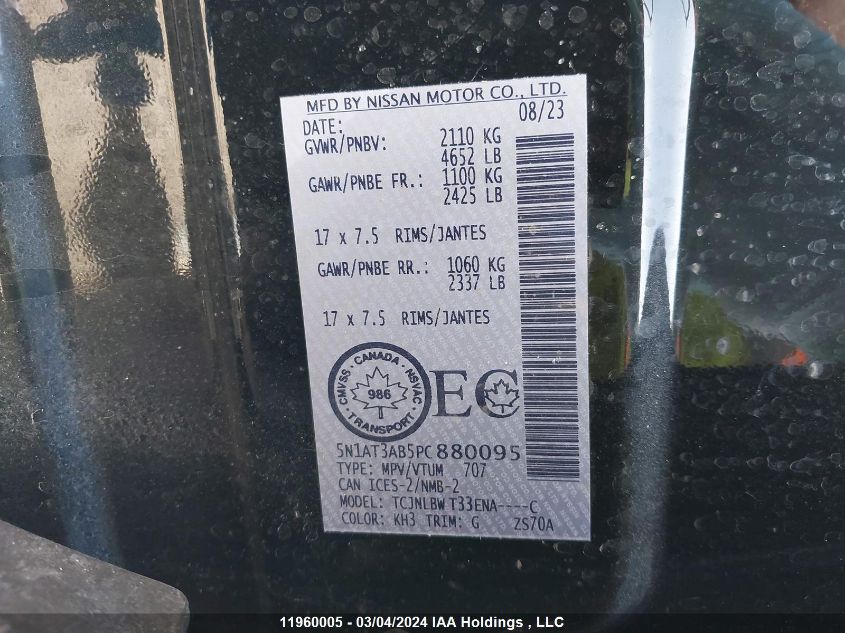 MFD BY NISSAN MOTOR CO., LTD.
DATE: 08/23
GVWR/PNBV: 2110 KG
4652 LB
GAWR/PNBE FR.: 1100 KG
2425 LB
17 x 7.5 RIMS/JANTES
GAWR/PNBE RR.: 1060 KG
2337 LB
17 x 7.5 RIMS/JANTES
CANADA
CMVSS NSVAC
986
TRANSPORT
EC
5N1AT3AB5PC880095
TYPE: MPV/VTUM 707
CAN ICES-2/NMB-2
MODEL: TCJNLBW T33ENA----C
COLOR: KH3 TRIM: G ZS70A
11960005 - 03/04/2024 IAA Holdings , LLC